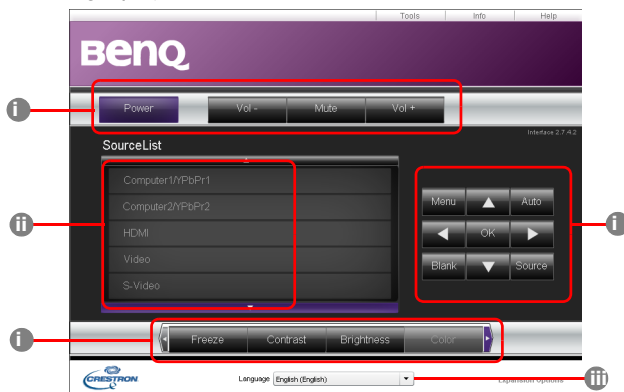 Tools Info Help
BenQ
i Power Vol - Mute Vol +
Interface 2.7.4.2
SourceList
Computer1/YPbPr1
Computer2/YPbPr2
HDMI
Video
S-Video
ii
Menu Auto
OK
Blank Source
i
i Freeze Contrast Brightness Color
CRESTRON Language English (English) Expansion Options
iii